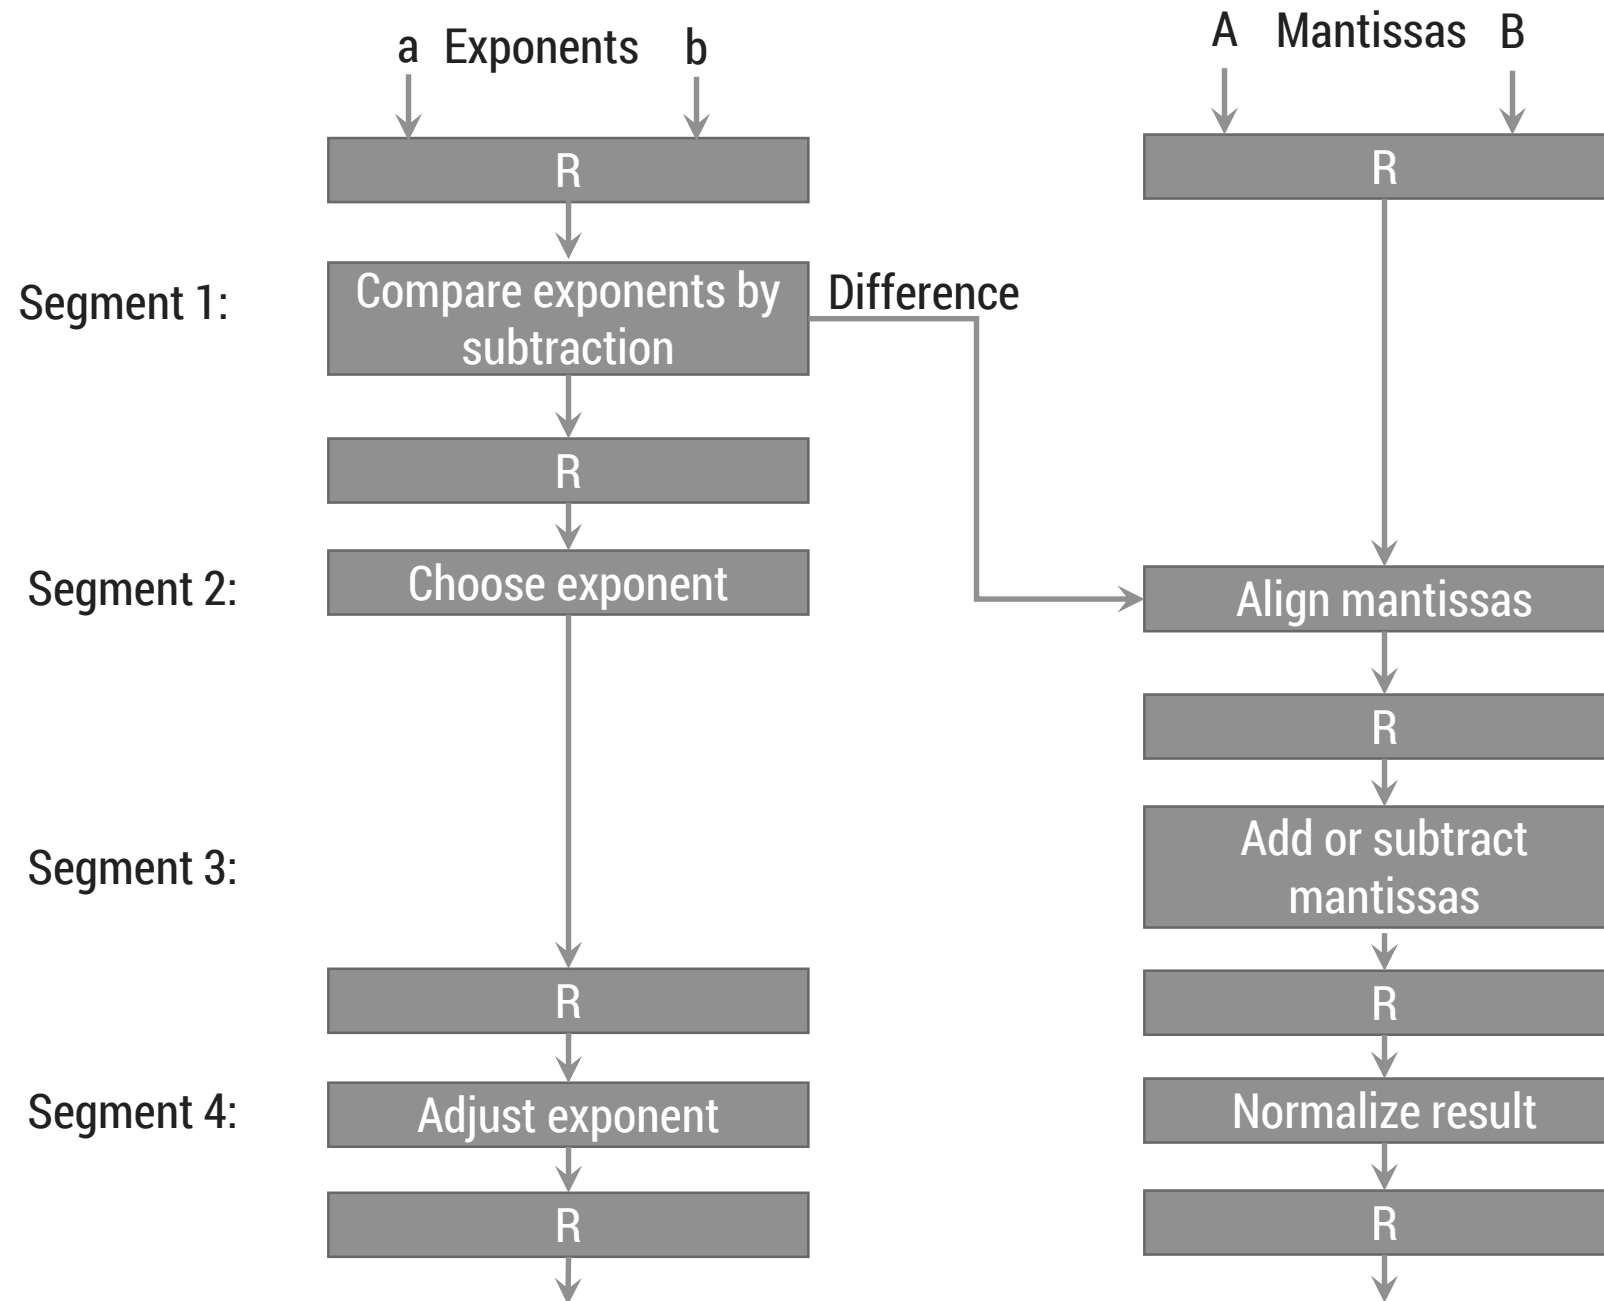 a Exponents b
A Mantissas B
R
R
Segment 1:
Compare exponents by
subtraction
Difference
R
Segment 2:
Choose exponent
Align mantissas
R
Segment 3:
Add or subtract
mantissas
R
R
Segment 4:
Adjust exponent
Normalize result
R
R